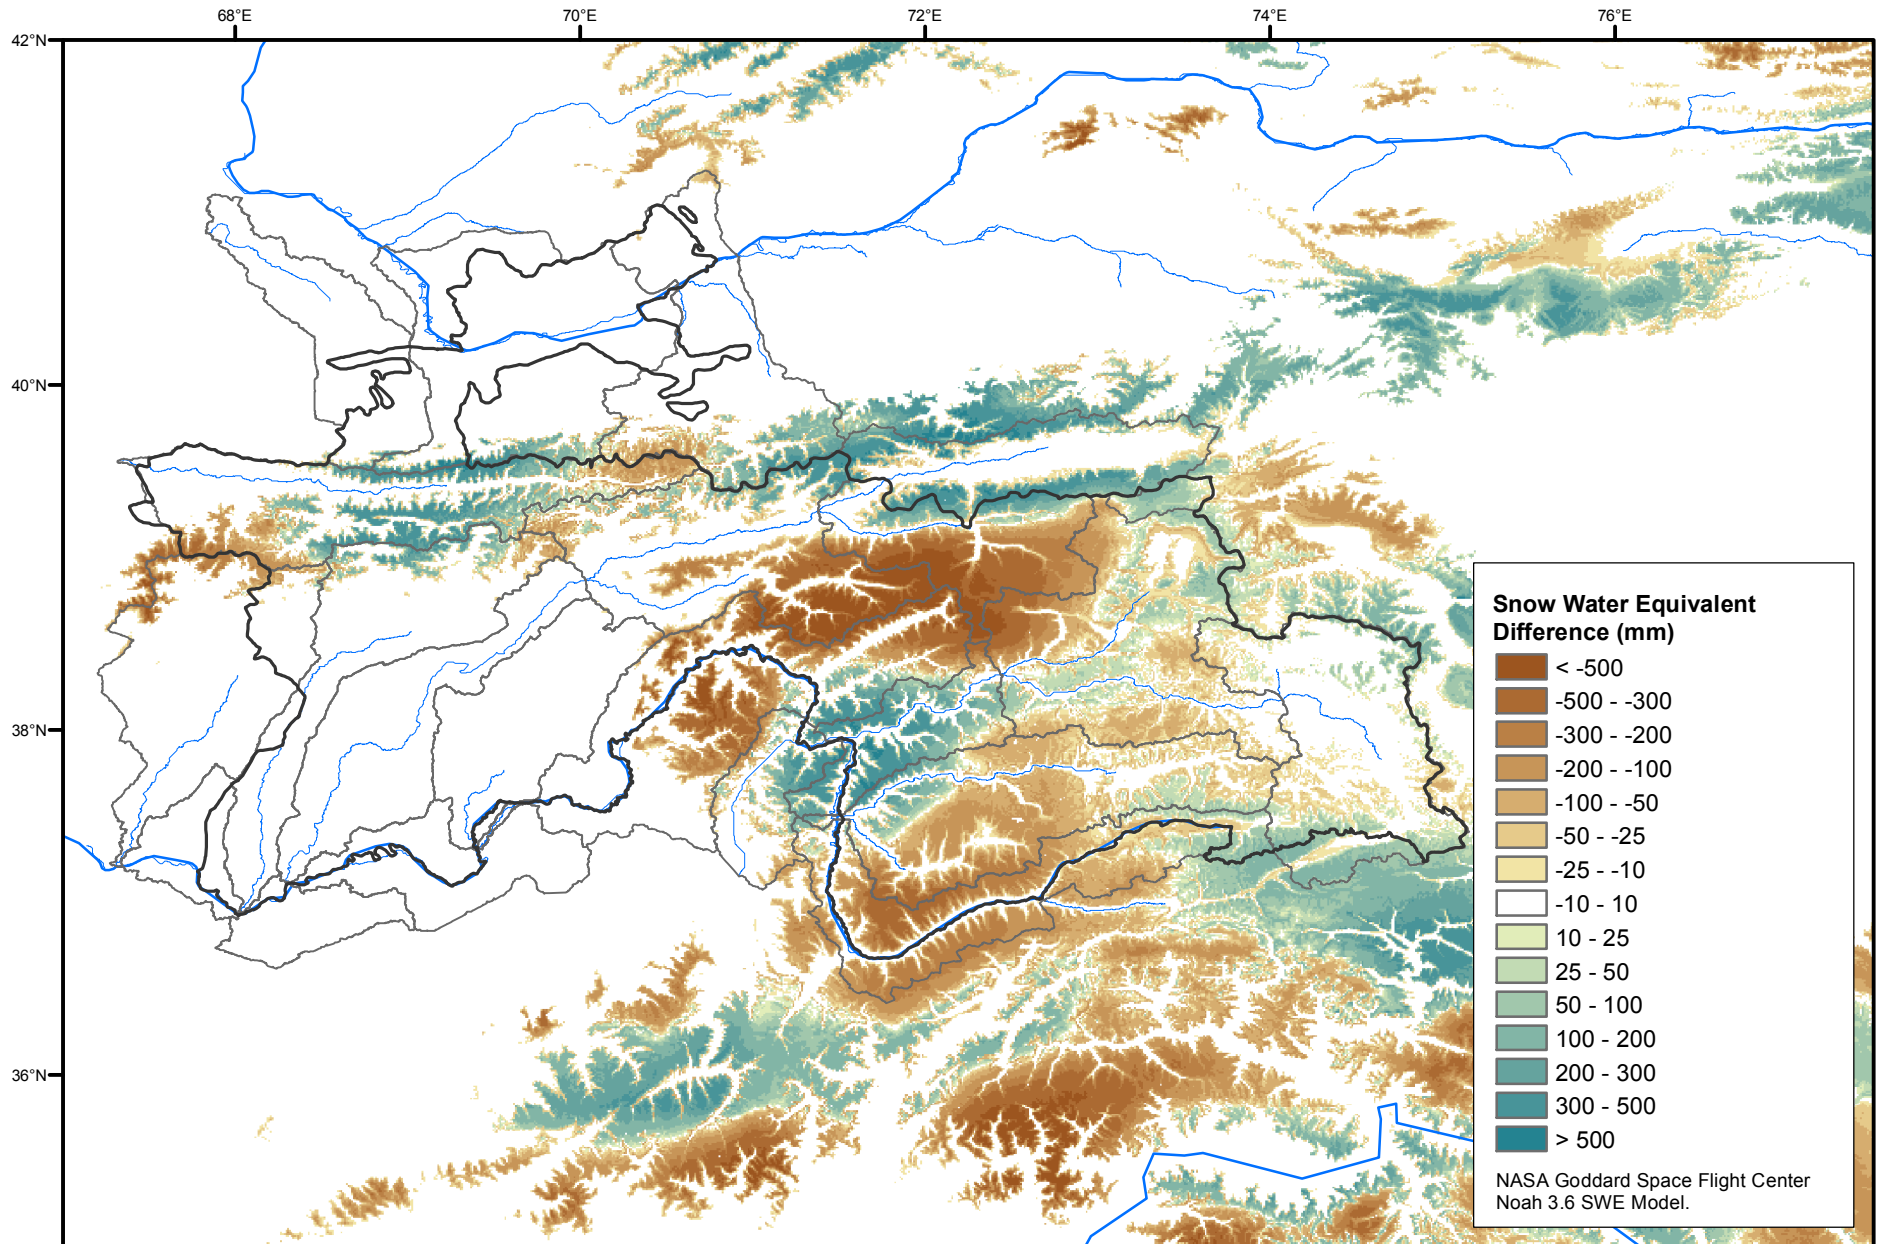 68°E 70°E 72°E 74°E 76°E
42°N
40°N
38°N
36°N
Snow Water Equivalent
Difference (mm)
< -500
-500 - -300
-300 - -200
-200 - -100
-100 - -50
-50 - -25
-25 - -10
-10 - 10
10 - 25
25 - 50
50 - 100
100 - 200
200 - 300
300 - 500
> 500
NASA Goddard Space Flight Center
Noah 3.6 SWE Model.